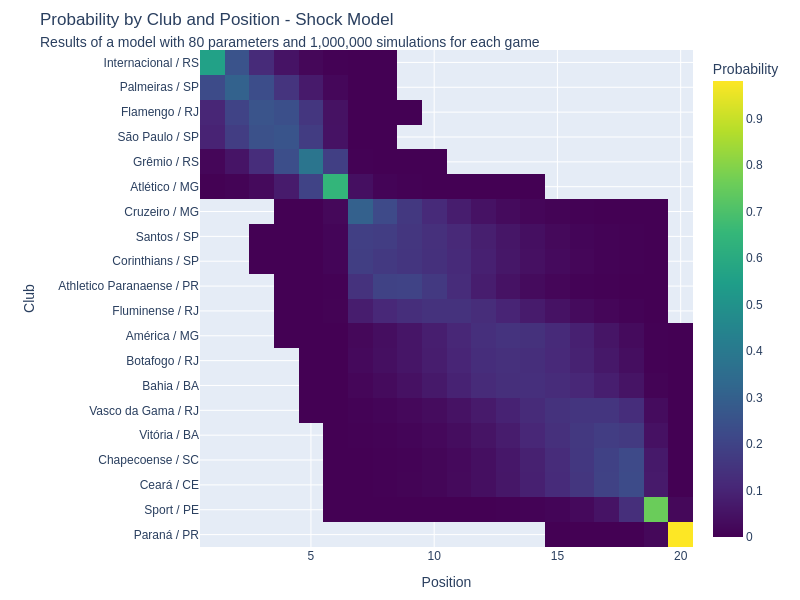 Probability by Club and Position - Shock Model
Results of a model with 80 parameters and 1,000,000 simulations for each game
Probability
Club
Internacional / RS
Palmeiras / SP
Flamengo / RJ
São Paulo / SP
Grêmio / RS
Atlético / MG
Cruzeiro / MG
Santos / SP
Corinthians / SP
Athletico Paranaense / PR
Fluminense / RJ
América / MG
Botafogo / RJ
Bahia / BA
Vasco da Gama / RJ
Vitória / BA
Chapecoense / SC
Ceará / CE
Sport / PE
Paraná / PR
5 10 15 20
Position
0.9
0.8
0.7
0.6
0.5
0.4
0.3
0.2
0.1
0